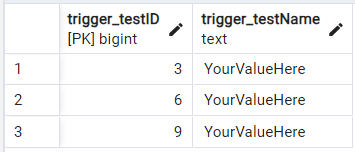 trigger_testID trigger_testName
[PK] bigint text
1 3 YourValueHere
2 6 YourValueHere
3 9 YourValueHere